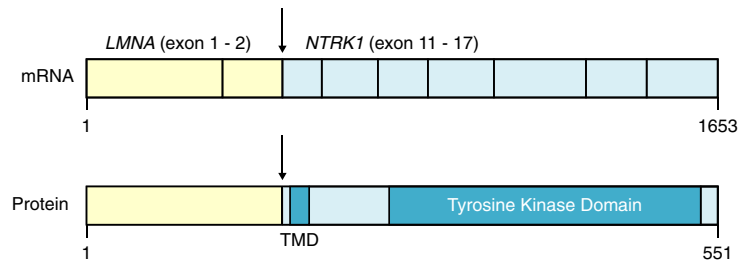 LMNA (exon 1 - 2) NTRK1 (exon 11 - 17)
mRNA
1 1653
Protein Tyrosine Kinase Domain
TMD
1 551